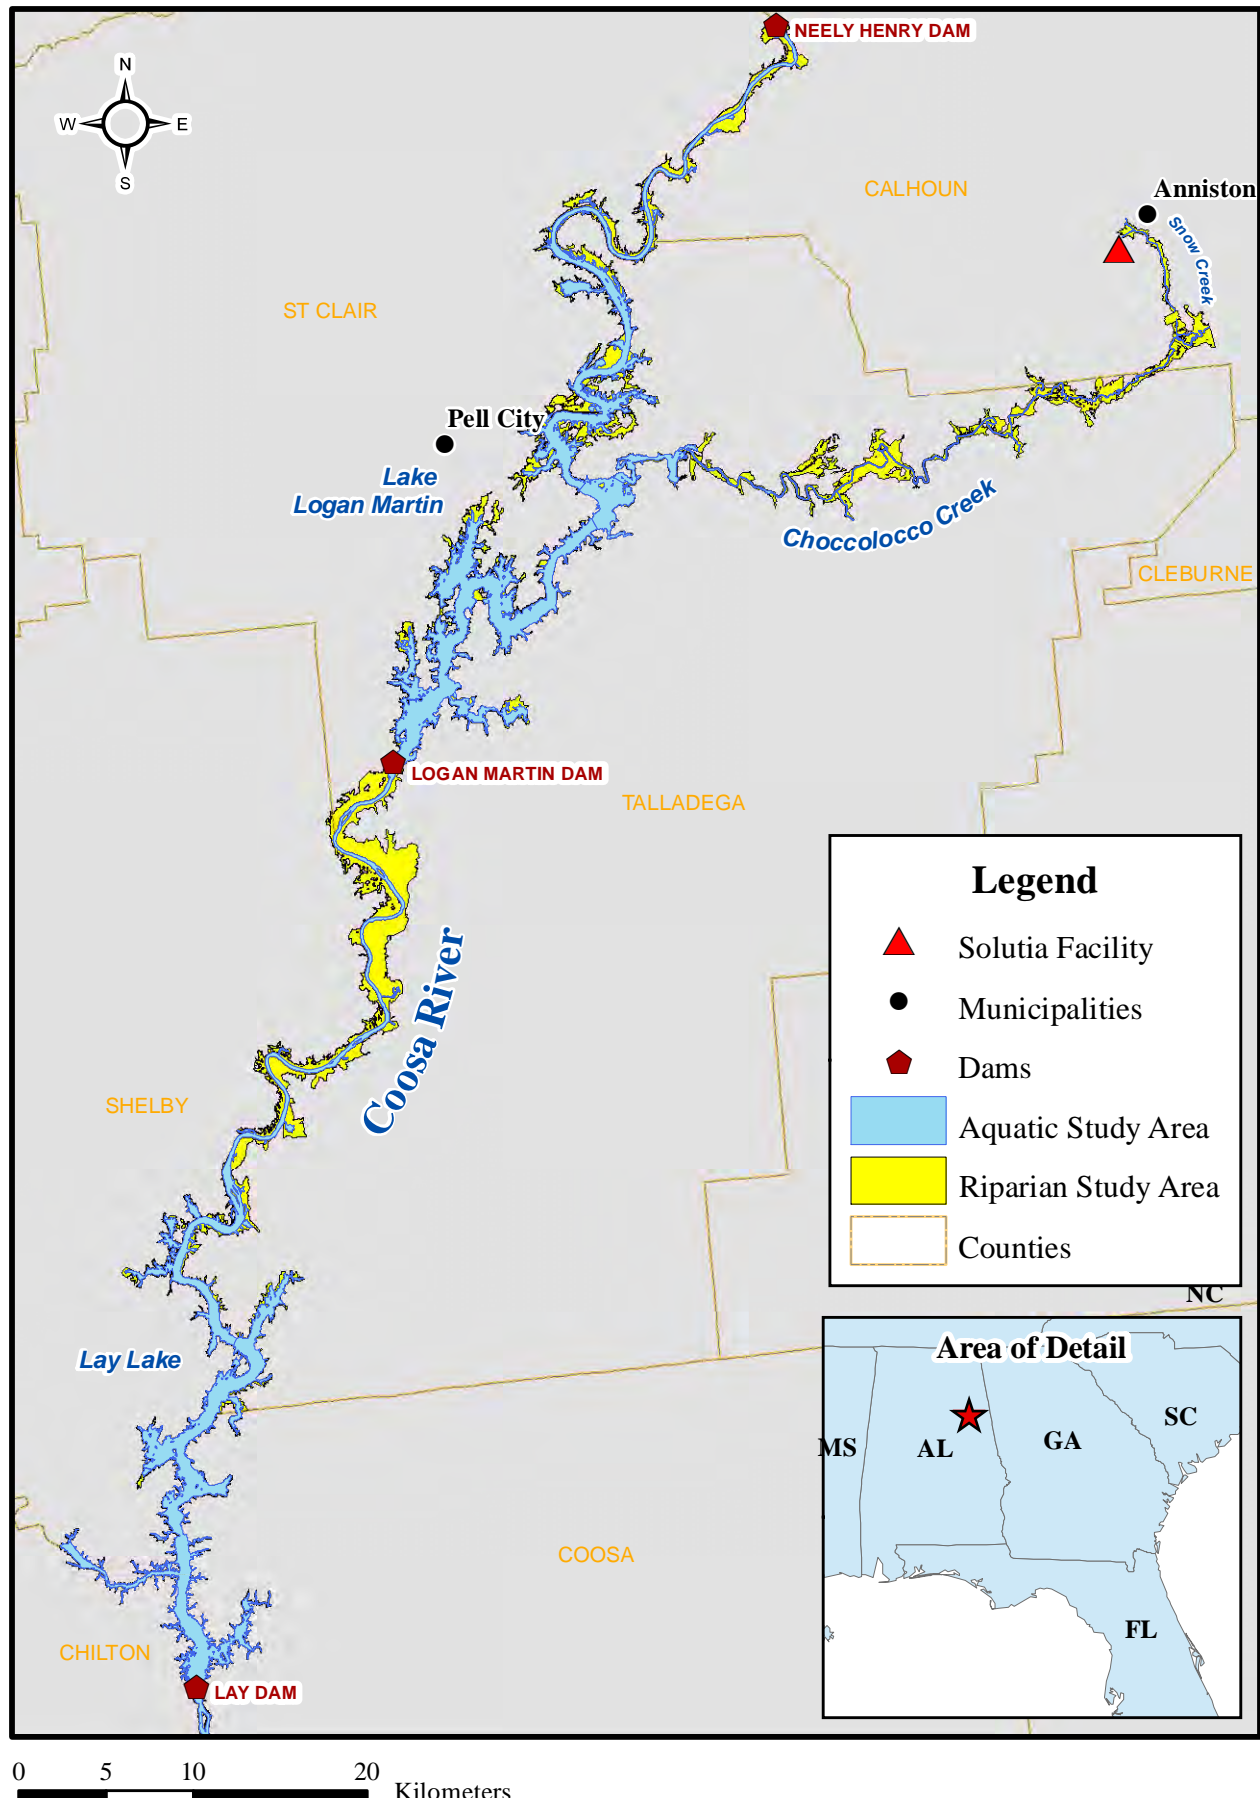 NEELY HENRY DAM
N
W
E
S
CALHOUN
Anniston
Snow Creek
ST CLAIR
Pell City
Lake
Logan Martin
Choccolocco Creek
CLEBURNE
LOGAN MARTIN DAM
TALLADEGA
Legend
Solutia Facility
Municipalities
Dams
Aquatic Study Area
Riparian Study Area
Counties
Coosa River
SHELBY
NC
Area of Detail
Lay Lake
SC
GA
MS
AL
COOSA
FL
CHILTON
LAY DAM
0 5 10 20
Kilometers